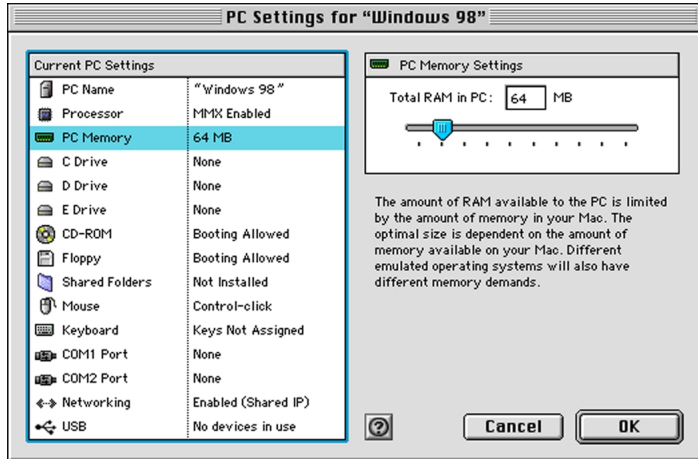 PC Settings for “Windows 98”
Current PC Settings
PC Name “Windows 98”
Processor MMX Enabled
PC Memory 64 MB
C Drive None
D Drive None
E Drive None
CD-ROM Booting Allowed
Floppy Booting Allowed
Shared Folders Not Installed
Mouse Control-click
Keyboard Keys Not Assigned
COM1 Port None
COM2 Port None
Networking Enabled (Shared IP)
USB No devices in use
PC Memory Settings
Total RAM in PC: 64 MB
The amount of RAM available to the PC is limited
by the amount of memory in your Mac. The
optimal size is dependent on the amount of
memory available on your Mac. Different
emulated operating systems will also have
different memory demands.
?
Cancel OK